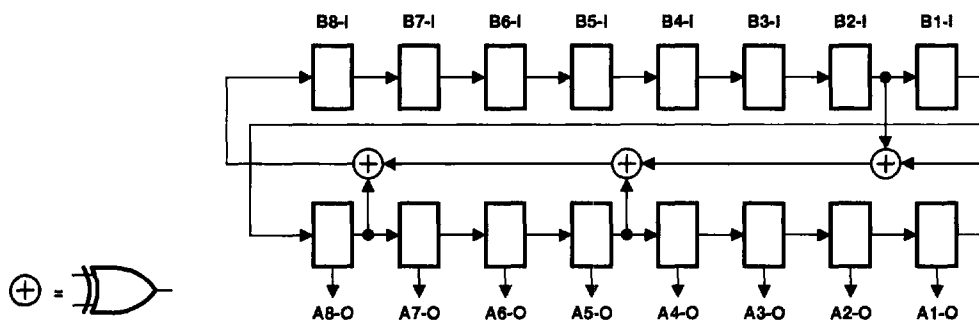 B8-I B7-I B6-I B5-I B4-I B3-I B2-I B1-I
A8-O A7-O A6-O A5-O A4-O A3-O A2-O A1-O
=